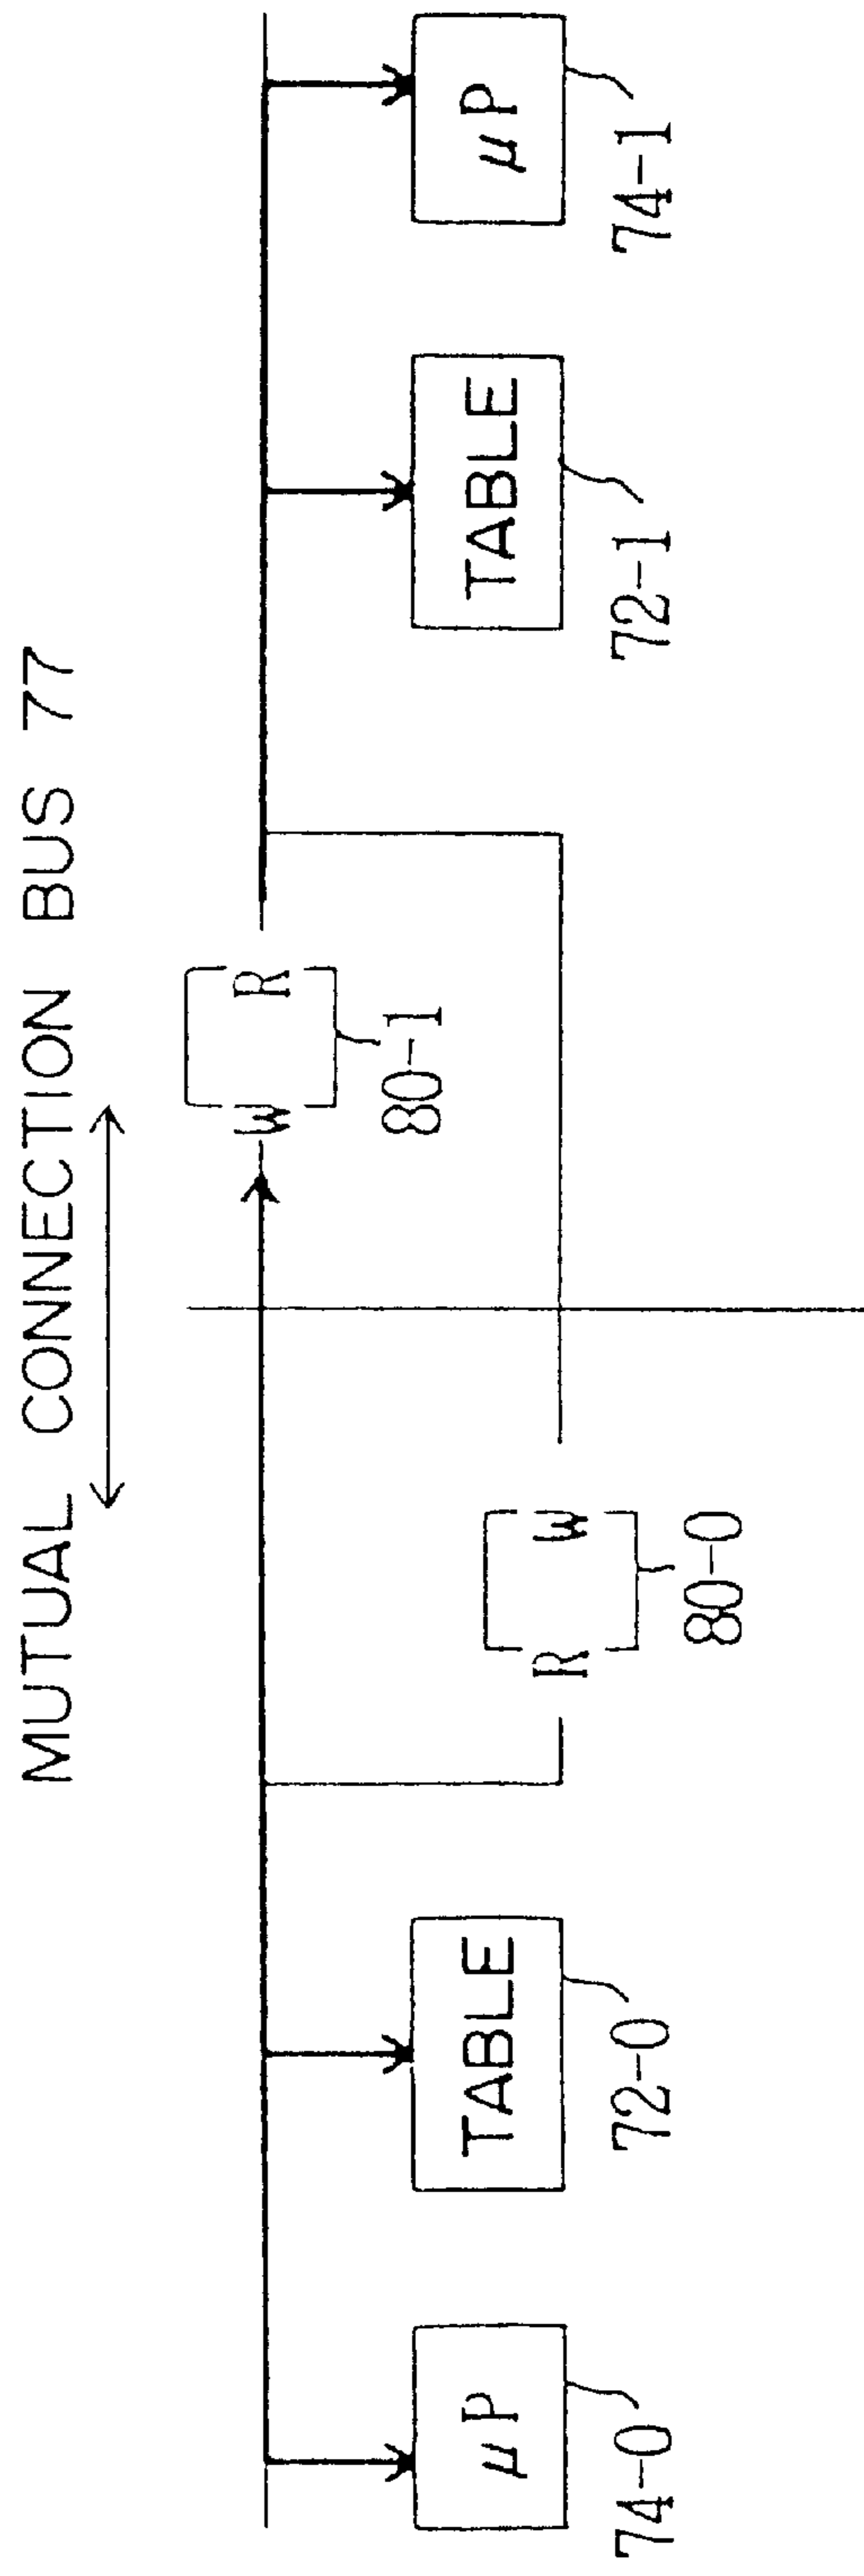 MUTUAL CONNECTION BUS 77
W R
80-1
μP
74-0
TABLE
72-0
TABLE
72-1
μP
74-1
R W
80-0